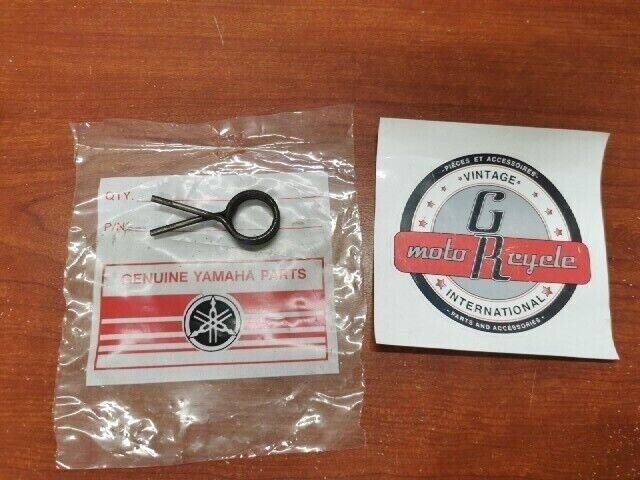 QTY.
P/N
GENUINE YAMAHA PARTS
·PIÈCES ET ACCESSOIRES·
·VINTAGE·
G
moto R cycle
INTERNATIONAL
·PARTS AND ACCESSORIES·